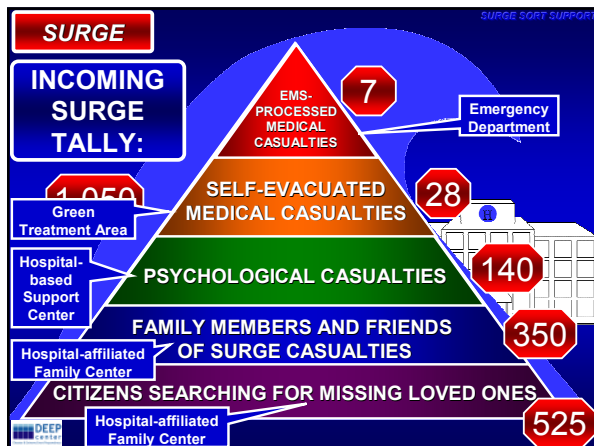 SURGE SORT SUPPORT
SURGE
INCOMING
SURGE
TALLY:
EMS-
PROCESSED
MEDICAL
CASUALTIES
7
Emergency
Department
1,050
SELF-EVACUATED
MEDICAL CASUALTIES
28
Green
Treatment Area
H
Hospital-
based
Support
Center
PSYCHOLOGICAL CASUALTIES
140
FAMILY MEMBERS AND FRIENDS
OF SURGE CASUALTIES
350
Hospital-affiliated
Family Center
CITIZENS SEARCHING FOR MISSING LOVED ONES
525
Hospital-affiliated
Family Center
DEEP
center